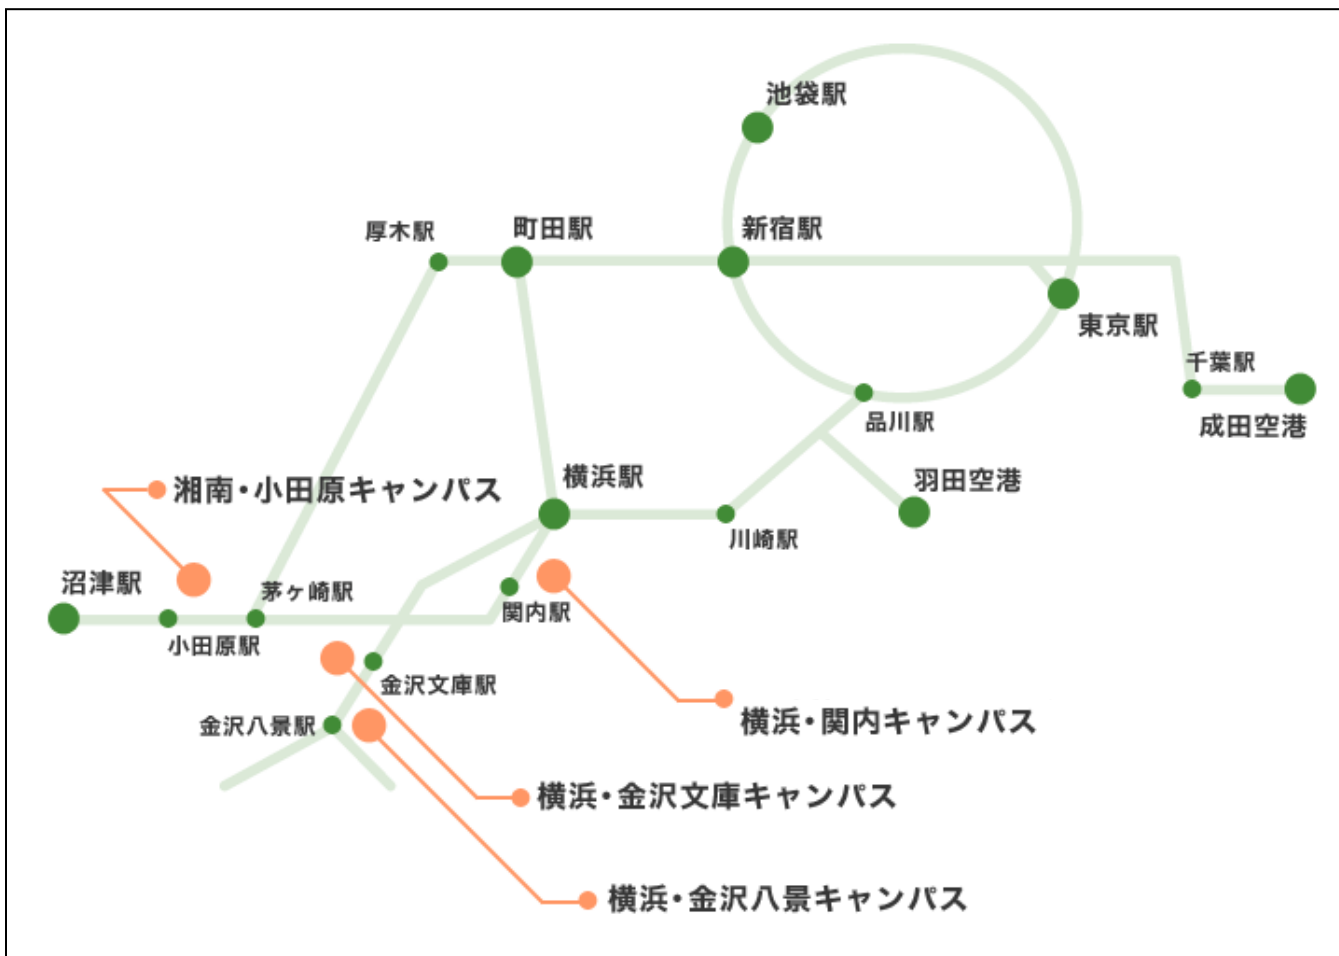 池袋駅
厚木駅
町田駅
新宿駅
東京駅
千葉駅
成田空港
品川駅
羽田空港
横浜駅
川崎駅
湘南・小田原キャンパス
沼津駅
茅ヶ崎駅
関内駅
小田原駅
金沢文庫駅
金沢八景駅
横浜・関内キャンパス
横浜・金沢文庫キャンパス
横浜・金沢八景キャンパス